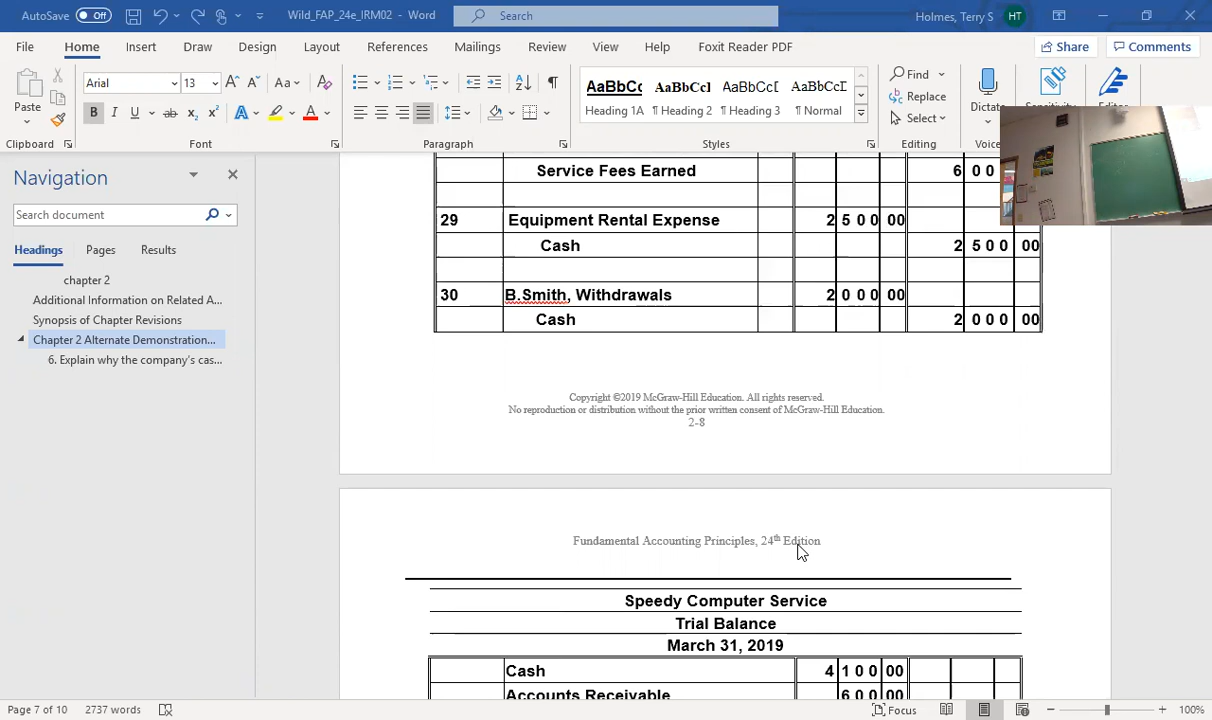 AutoSave Off Wild_FAP_24e_IRM02 - Word Search Holmes, Terry S HT
File Home Insert Draw Design Layout References Mailings Review View Help Foxit Reader PDF Share Comments
Arial 13 Aa AaBbCc AaBbCcI AaBbCcD AaBbCcI Find
Paste Replace
B I U ab x2 x2 A A Heading 1A ¶ Heading 2 ¶ Heading 3 ¶ Normal Select Dictate
Clipboard Font Paragraph Styles Editing
Navigation
Search document
Headings Pages Results
chapter 2
Additional Information on Related A...
Synopsis of Chapter Revisions
Chapter 2 Alternate Demonstration...
6. Explain why the company's cas...
Service Fees Earned 6 0 0
29 Equipment Rental Expense 2 5 0 0 00
Cash 2 5 0 0 00
30 B.Smith, Withdrawals 2 0 0 0 00
Cash 2 0 0 0 00
Copyright ©2019 McGraw-Hill Education. All rights reserved.
No reproduction or distribution without the prior written consent of McGraw-Hill Education.
2-8
Fundamental Accounting Principles, 24th Edition
Speedy Computer Service
Trial Balance
March 31, 2019
Cash 4 1 0 0 00
Accounts Receivable 6 0 0 00
Page 7 of 10 2737 words Focus 100%